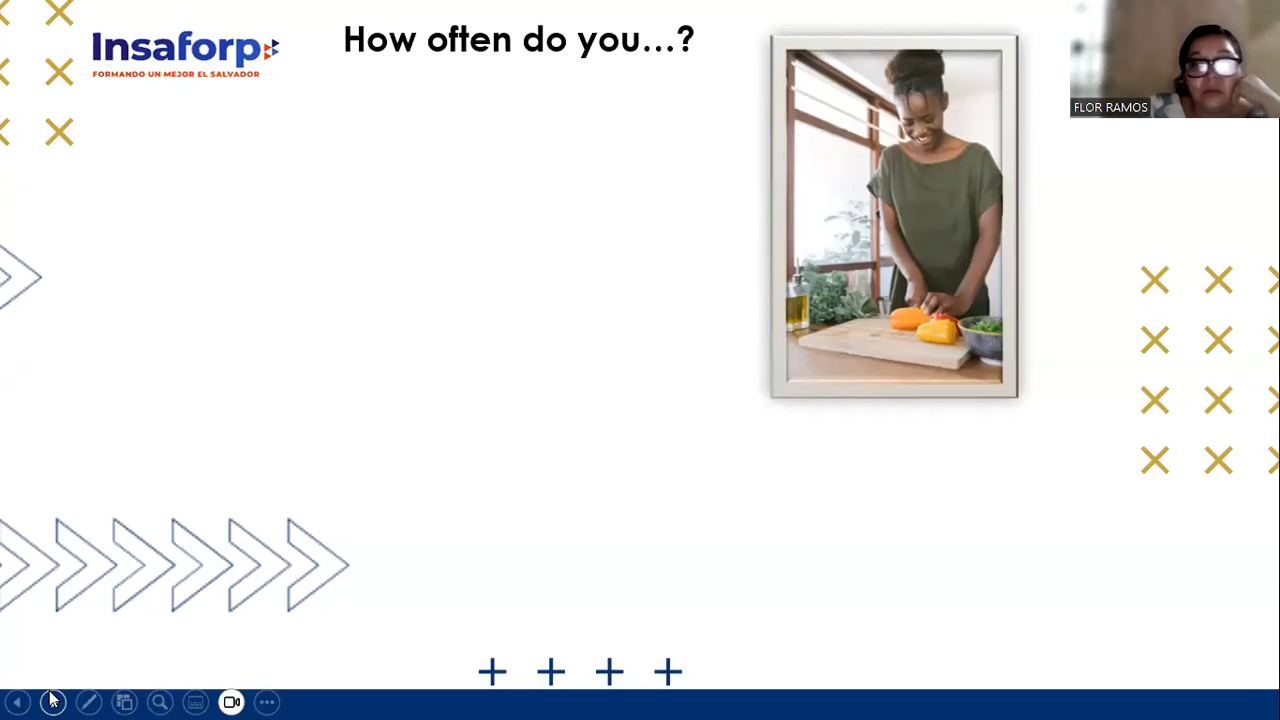 Insaforp
FORMANDO UN MEJOR EL SALVADOR
How often do you...?
FLOR RAMOS